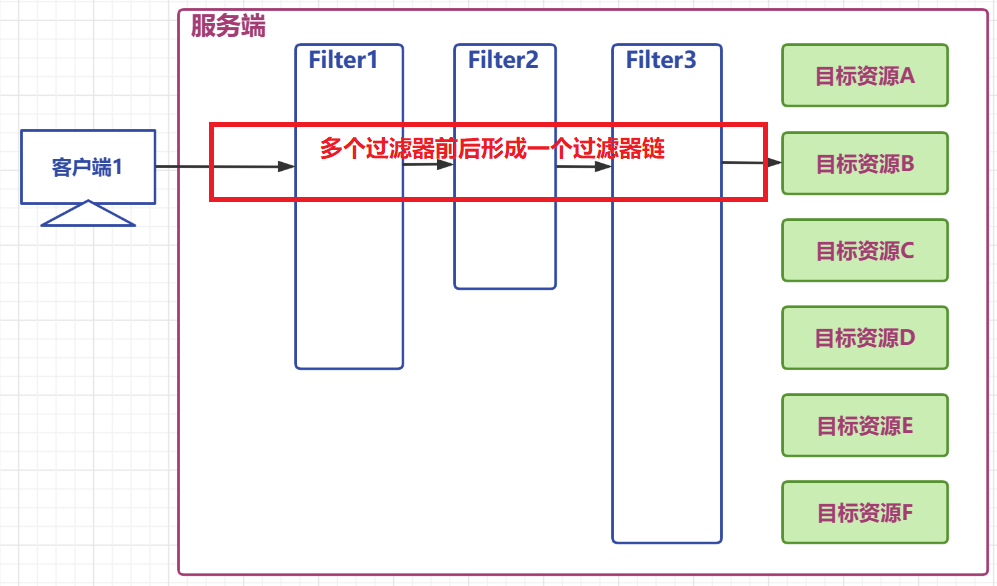 服务端
Filter1
Filter2
Filter3
目标资源A
多个过滤器前后形成一个过滤器链
客户端1
目标资源B
目标资源C
目标资源D
目标资源E
目标资源F